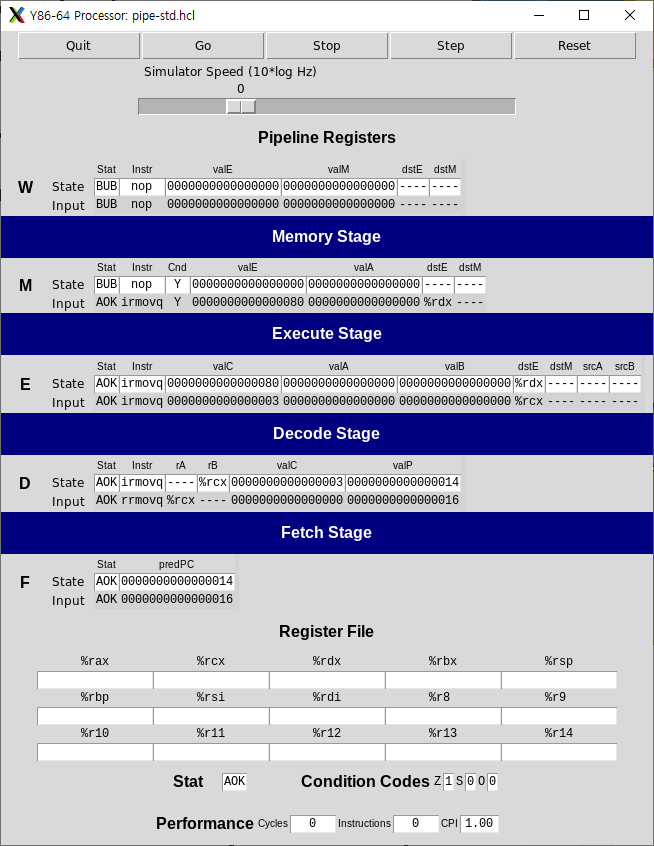 Y86-64 Processor: pipe-std.hcl
Quit Go Stop Step Reset
Simulator Speed (10*log Hz)
0
Pipeline Registers
Stat Instr valE valM dstE dstM
W State BUB nop 0000000000000000 0000000000000000 ---- ----
Input BUB nop 0000000000000000 0000000000000000 ---- ----
Memory Stage
Stat Instr Cnd valE valA dstE dstM
M State BUB nop Y 0000000000000000 0000000000000000 ---- ----
Input AOK irmovq Y 0000000000000080 0000000000000000 %rdx ----
Execute Stage
Stat Instr valC valA valB dstE dstM srcA srcB
E State AOK irmovq 0000000000000080 0000000000000000 0000000000000000 %rdx ---- ---- ----
Input AOK irmovq 0000000000000003 0000000000000000 0000000000000000 %rcx ---- ---- ----
Decode Stage
Stat Instr rA rB valC valP
D State AOK irmovq ---- %rcx 0000000000000003 0000000000000014
Input AOK rrmovq %rcx ---- 0000000000000000 0000000000000016
Fetch Stage
Stat predPC
F State AOK 0000000000000014
Input AOK 0000000000000016
Register File
%rax %rcx %rdx %rbx %rsp
%rbp %rsi %rdi %r8 %r9
%r10 %r11 %r12 %r13 %r14
Stat AOK Condition Codes Z 1 S 0 O 0
Performance Cycles 0 Instructions 0 CPI 1.00